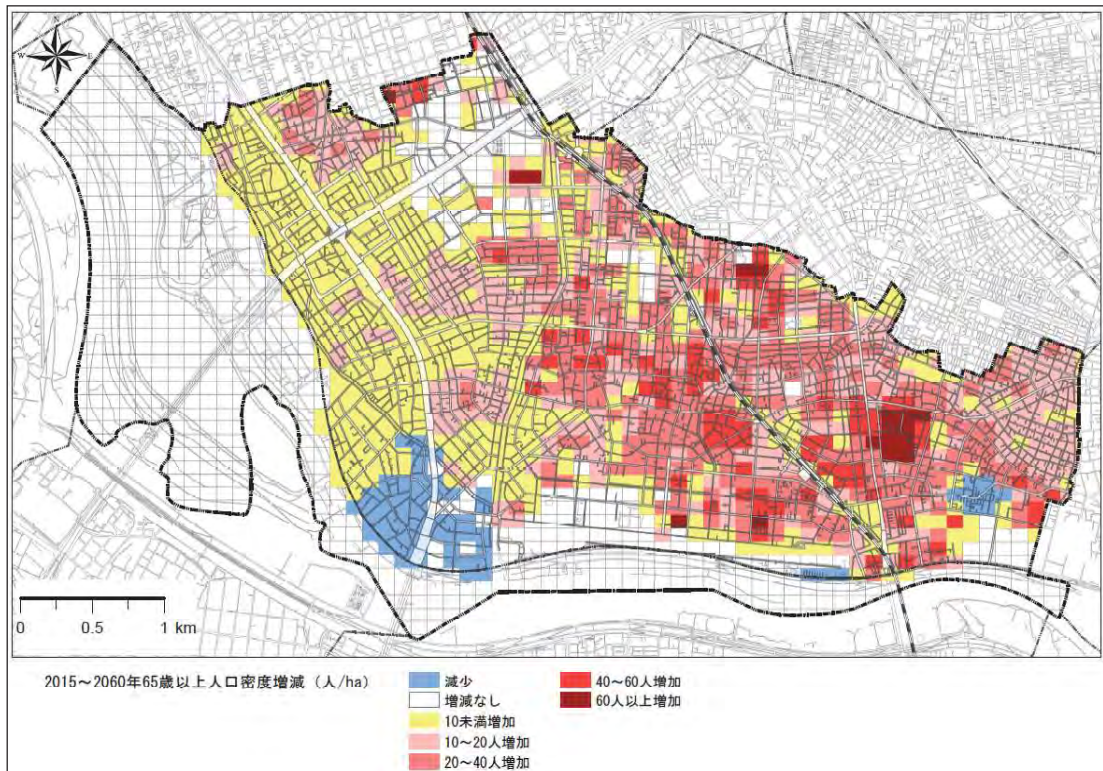 N
W E
S
0 0.5 1 km
2015～2060年65歳以上人口密度増減（人/ha）
減少
増減なし
10未満増加
10～20人増加
20～40人増加
40～60人増加
60人以上増加